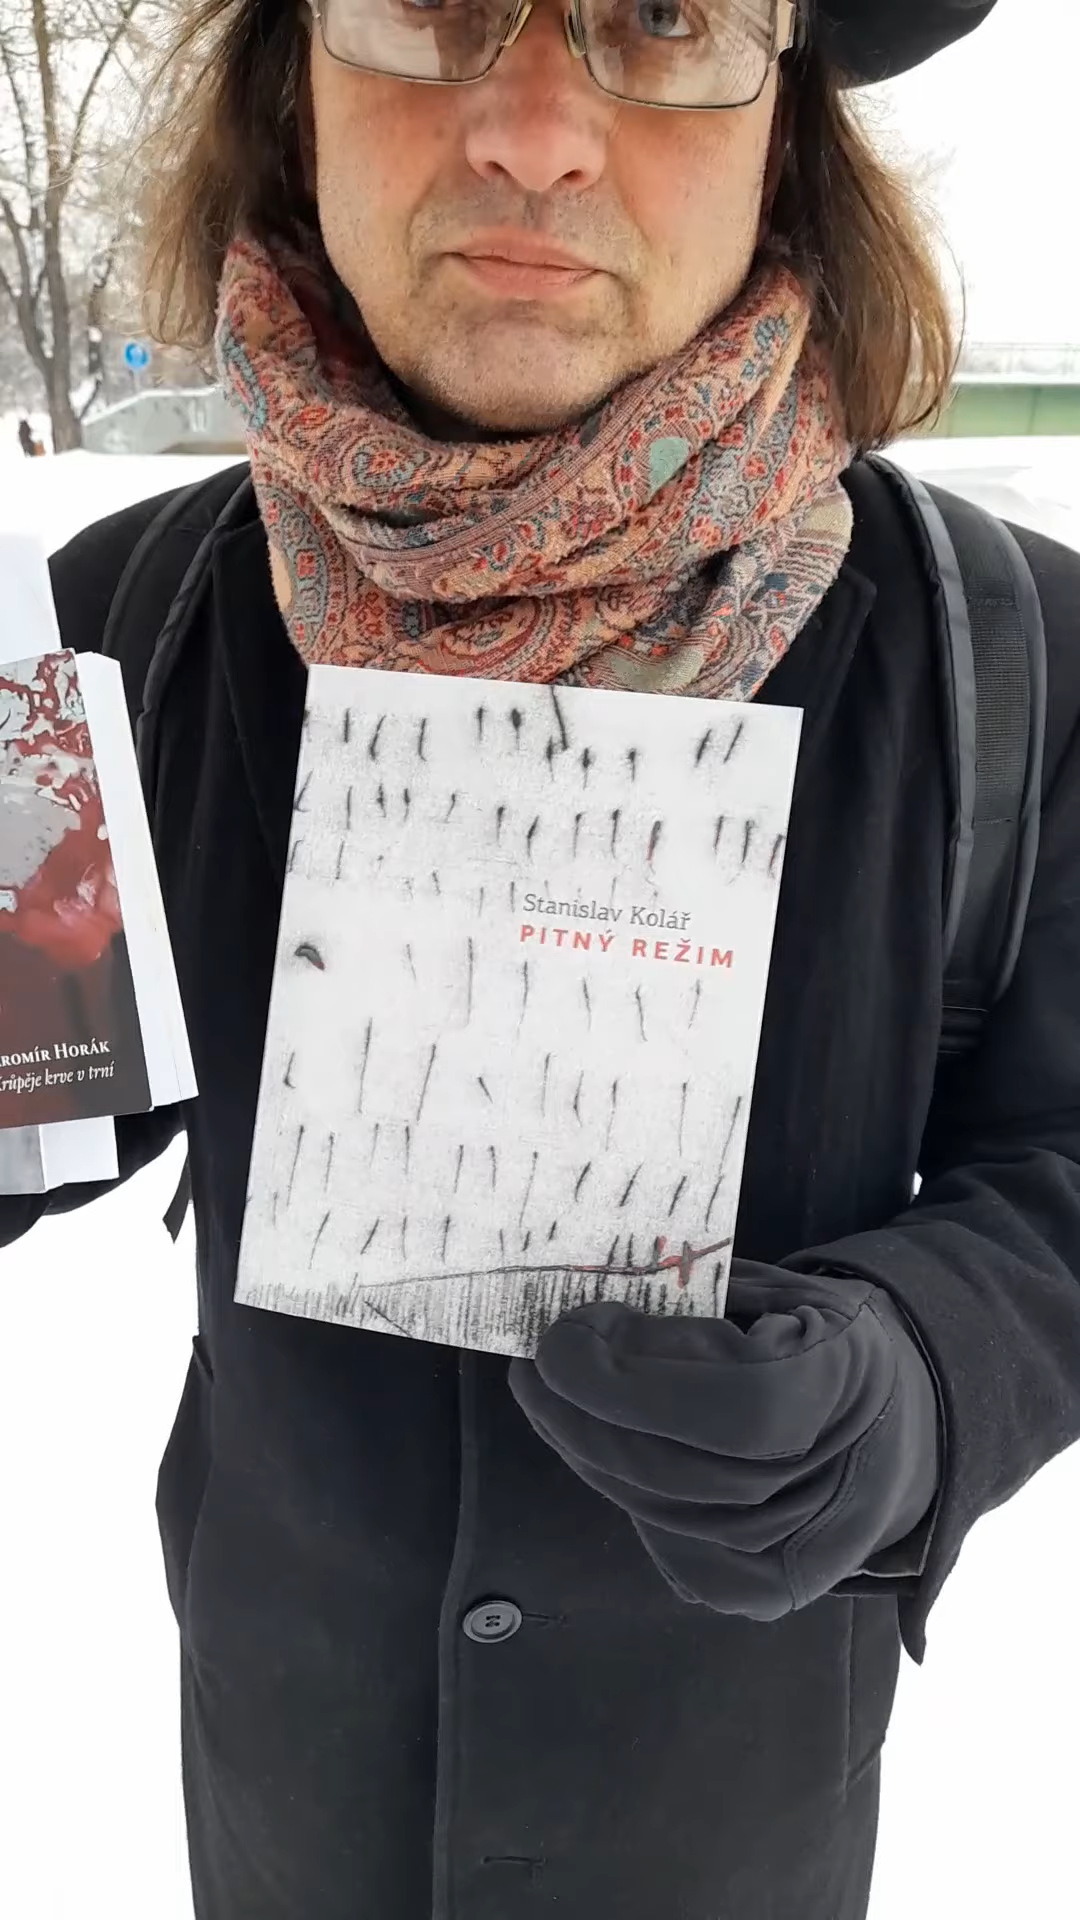 Stanislav Kolář
PITNÝ REŽIM
ROMÍR HORÁK
Krůpěje krve v trní